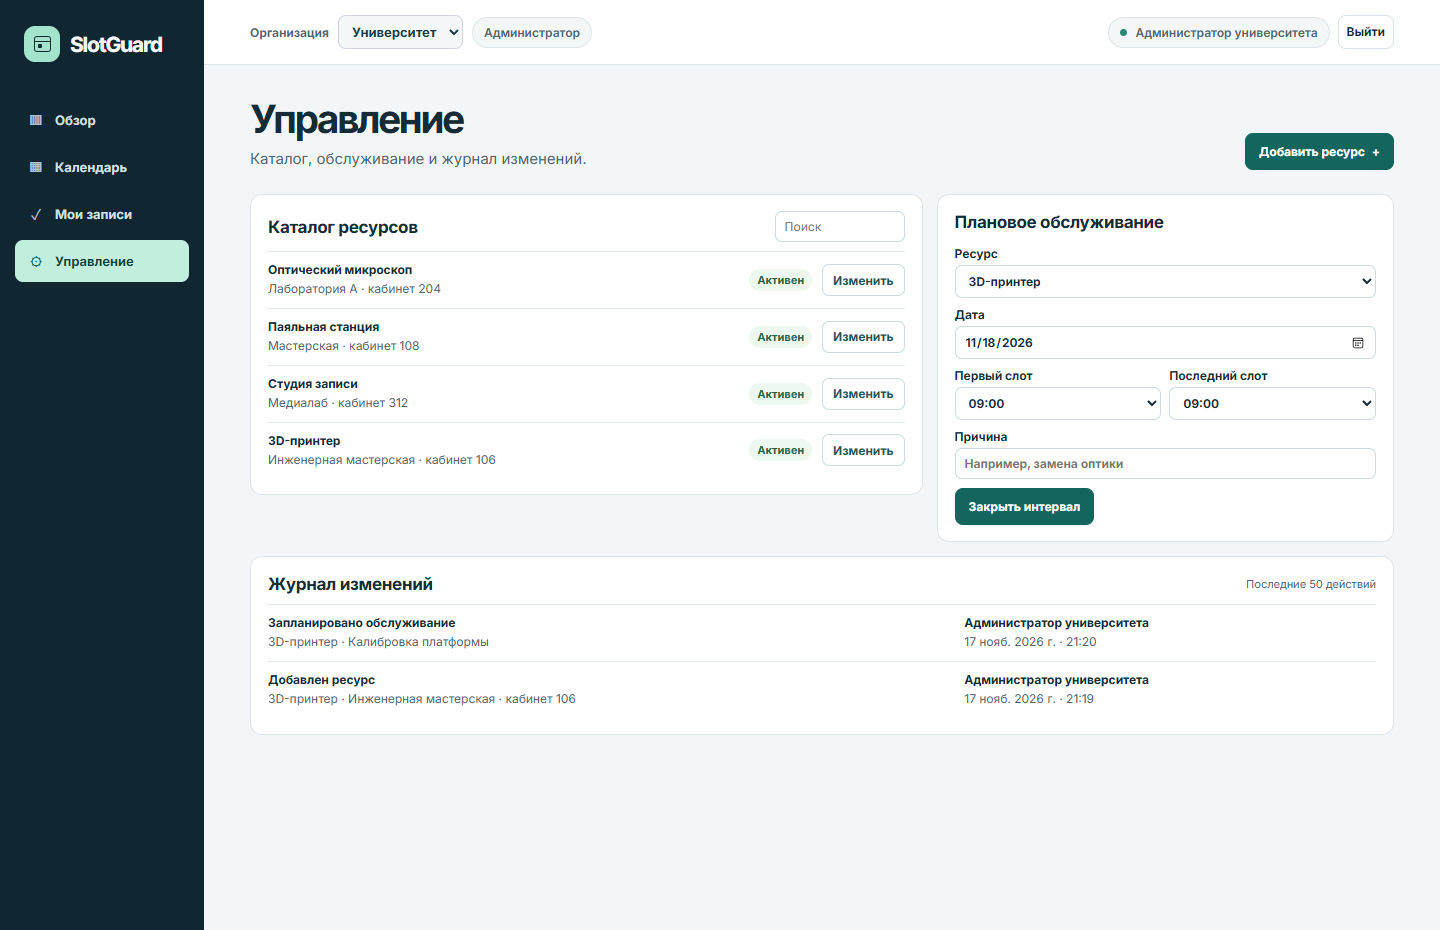 SlotGuard
Обзор
Календарь
Мои записи
Управление
Организация Университет Администратор
Администратор университета Выйти
Управление
Каталог, обслуживание и журнал изменений.
Добавить ресурс +
Каталог ресурсов Поиск
Оптический микроскоп
Лаборатория А · кабинет 204
Активен Изменить
Паяльная станция
Мастерская · кабинет 108
Активен Изменить
Студия записи
Медиалаб · кабинет 312
Активен Изменить
3D-принтер
Инженерная мастерская · кабинет 106
Активен Изменить
Плановое обслуживание
Ресурс
3D-принтер
Дата
11/18/2026
Первый слот Последний слот
09:00 09:00
Причина
Например, замена оптики
Закрыть интервал
Журнал изменений Последние 50 действий
Запланировано обслуживание Администратор университета
3D-принтер · Калибровка платформы 17 нояб. 2026 г. · 21:20
Добавлен ресурс Администратор университета
3D-принтер · Инженерная мастерская · кабинет 106 17 нояб. 2026 г. · 21:19